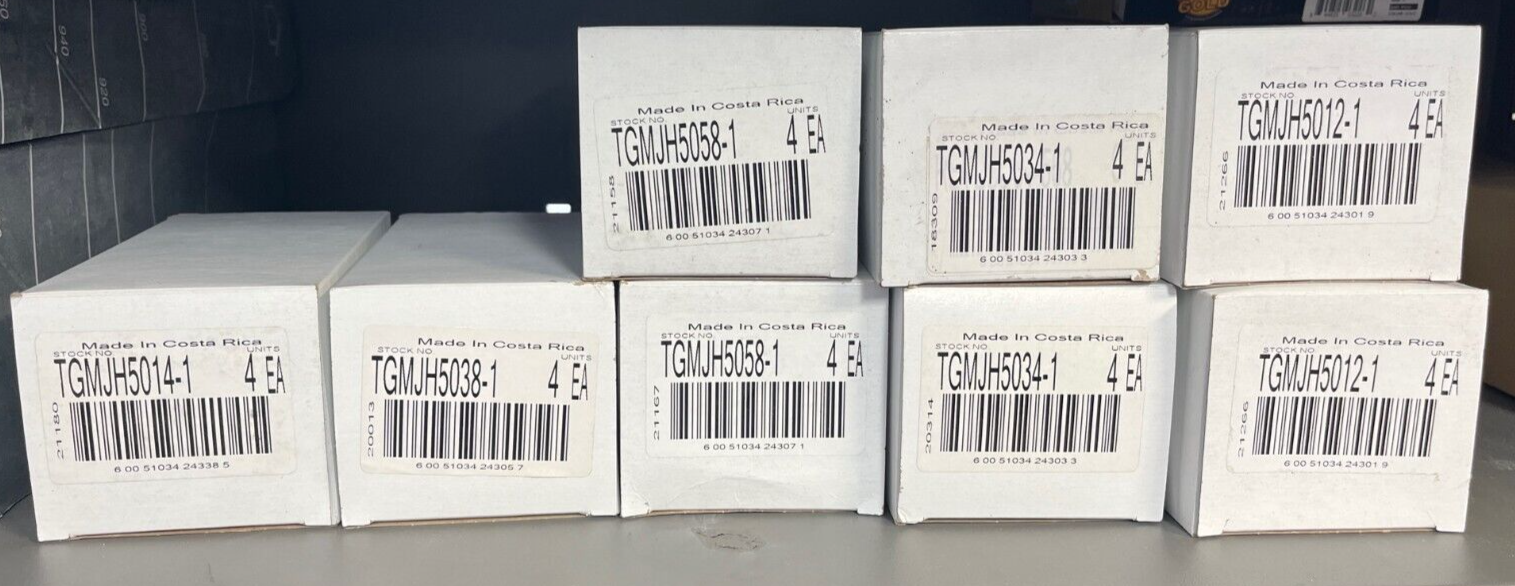 940
900
920
GOLD
Made In Costa Rica
STOCK NO. UNITS
TGMJH5058-1 4 EA
21158
6 00 51034 24307 1
Made In Costa Rica
STOCK NO. UNITS
TGMJH5034-1 4 EA
18309
6 00 51034 24303 3
Made In Costa Rica
STOCK NO. UNITS
TGMJH5012-1 4 EA
21266
6 00 51034 24301 9
Made In Costa Rica
STOCK NO. UNITS
TGMJH5014-1 4 EA
21180
6 00 51034 24338 5
Made In Costa Rica
STOCK NO. UNITS
TGMJH5038-1 4 EA
20013
6 00 51034 24305 7
Made In Costa Rica
STOCK NO. UNITS
TGMJH5058-1 4 EA
21167
6 00 51034 24307 1
Made In Costa Rica
STOCK NO. UNITS
TGMJH5034-1 4 EA
20314
6 00 51034 24303 3
Made In Costa Rica
STOCK NO. UNITS
TGMJH5012-1 4 EA
21266
6 00 51034 24301 9